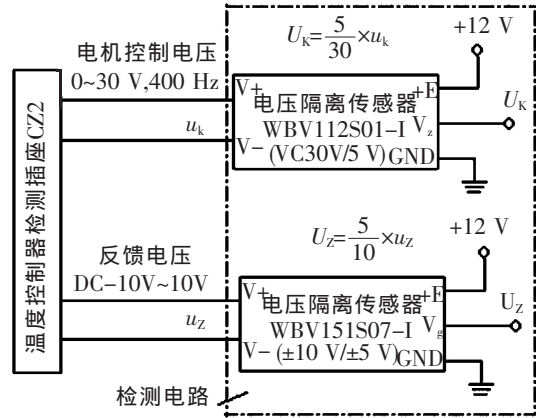 温度控制器检测插座CZ2
电机控制电压
0~30 V,400 Hz
u_k
U_K=5/30×u_k
+12 V
V+
V−
电压隔离传感器
WBV112S01−I
(VC30V/5 V)
+E
V_z
GND
U_K
反馈电压
DC−10V~10V
u_Z
U_Z=5/10×u_Z
+12 V
V+
V−
电压隔离传感器
WBV151S07−I
(±10 V/±5 V)
+E
V_g
GND
U_Z
检测电路